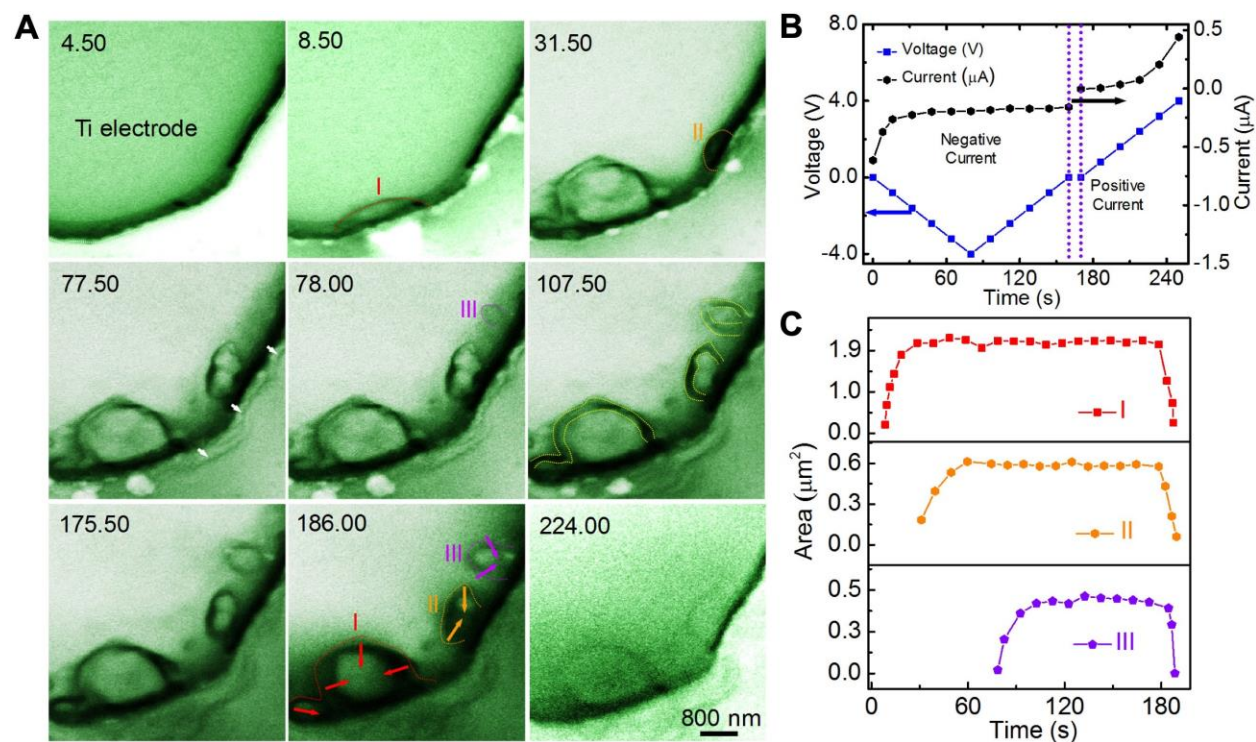 A
4.50
Ti electrode
8.50
I
31.50
II
77.50
78.00
III
107.50
175.50
186.00
I
II
III
224.00
800 nm
B
8.0
4.0
0.0
-4.0
Voltage (V)
Voltage (V)
Current (μA)
Negative
Current
Positive
Current
0.5
0.0
-0.5
-1.0
-1.5
Current (μA)
0 60 120 180 240
Time (s)
C
Area (μm²)
1.9
1.0
0.0
I
0.6
0.3
0.0
II
0.5
0.3
0.0
III
0 60 120 180
Time (s)